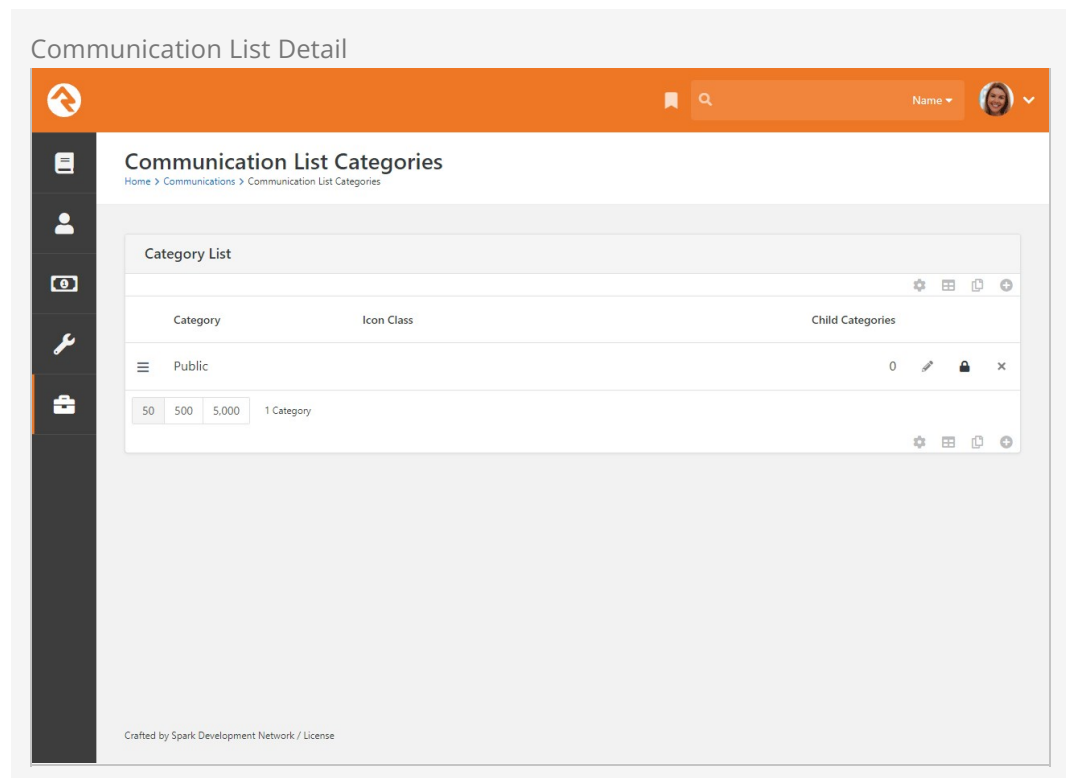 Communication List Detail
Name
Communication List Categories
Home > Communications > Communication List Categories
Category List
Category Icon Class Child Categories
Public 0
50 500 5,000 1 Category
Crafted by Spark Development Network / License